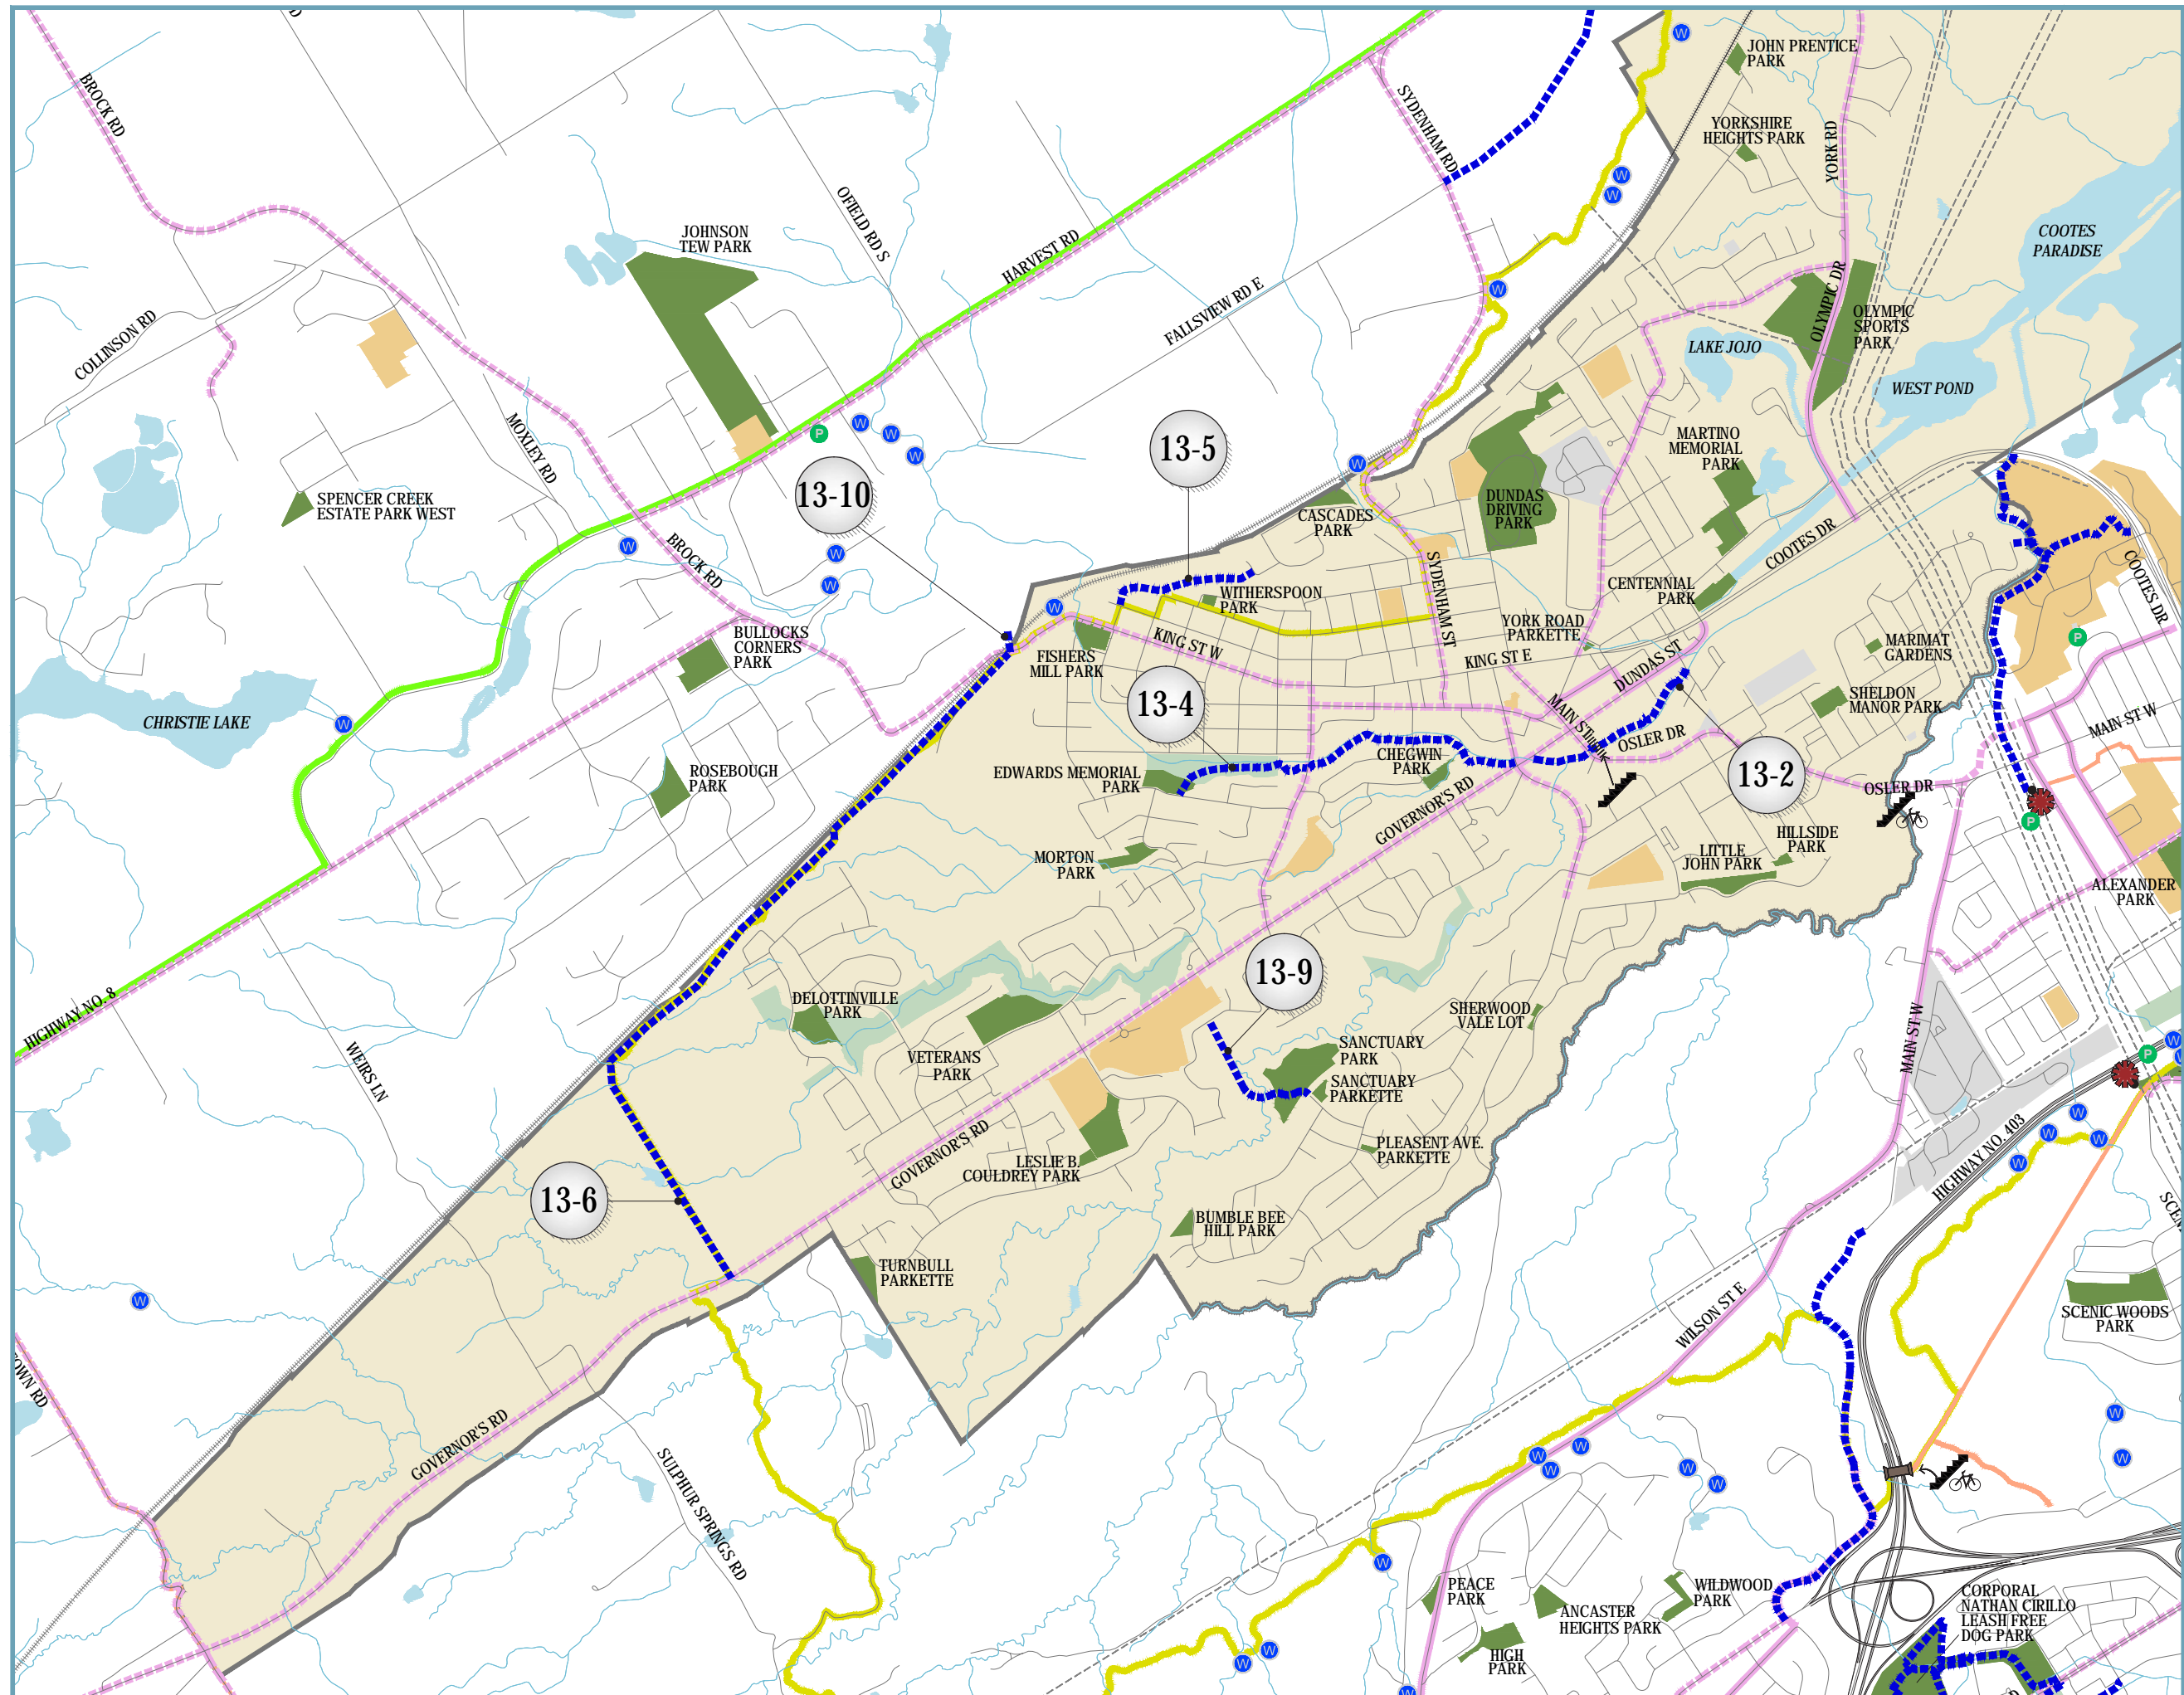 BROCK RD
JOHN PRENTICE
PARK
SYDENHAM RD
YORKSHIRE
HEIGHTS PARK
YORK RD
OFIELD RD S
JOHNSON
TEW PARK
HARVEST RD
COOTES
PARADISE
FALLSVIEW RD E
OLYMPIC DR
OLYMPIC
SPORTS
PARK
COLLINSON RD
LAKE JOJO
WEST POND
MOXLEY RD
13-5
MARTINO
MEMORIAL
PARK
P
13-10
SPENCER CREEK
ESTATE PARK WEST
DUNDAS
DRIVING
PARK
CASCADES
PARK
COOTES DR
COOTES DR
BROCK RD
SYDENHAM ST
WITHERSPOON
PARK
CENTENNIAL
PARK
YORK ROAD
PARKETTE
BULLOCKS
CORNERS
PARK
KING ST W
FISHERS
MILL PARK
KING ST E
DUNDAS ST
MARIMAT
GARDENS
P
CHRISTIE LAKE
13-4
MAIN ST W
SHELDON
MANOR PARK
MAIN ST W
OSLER DR
CHEGWIN
PARK
ROSEBOUGH
PARK
EDWARDS MEMORIAL
PARK
13-2
OSLER DR
GOVERNOR'S RD
P
MORTON
PARK
LITTLE
JOHN PARK
HILLSIDE
PARK
ALEXANDER
PARK
13-9
DELOTTINVILLE
PARK
SHERWOOD
VALE LOT
HIGHWAY NO. 8
WEIRS LN
VETERANS
PARK
SANCTUARY
PARK
SANCTUARY
PARKETTE
MAIN ST W
P
GOVERNOR'S RD
LESLIE B.
COULDREY PARK
PLEASENT AVE.
PARKETTE
HIGHWAY NO. 403
13-6
BUMBLE BEE
HILL PARK
SCEN
TURNBULL
PARKETTE
WILSON ST E
SCENIC WOODS
PARK
OWN RD
GOVERNOR'S RD
SULPHUR SPRINGS RD
PEACE
PARK
ANCASTER
HEIGHTS PARK
WILDWOOD
PARK
HIGH
PARK
CORPORAL
NATHAN CIRILLO
LEASH FREE
DOG PARK